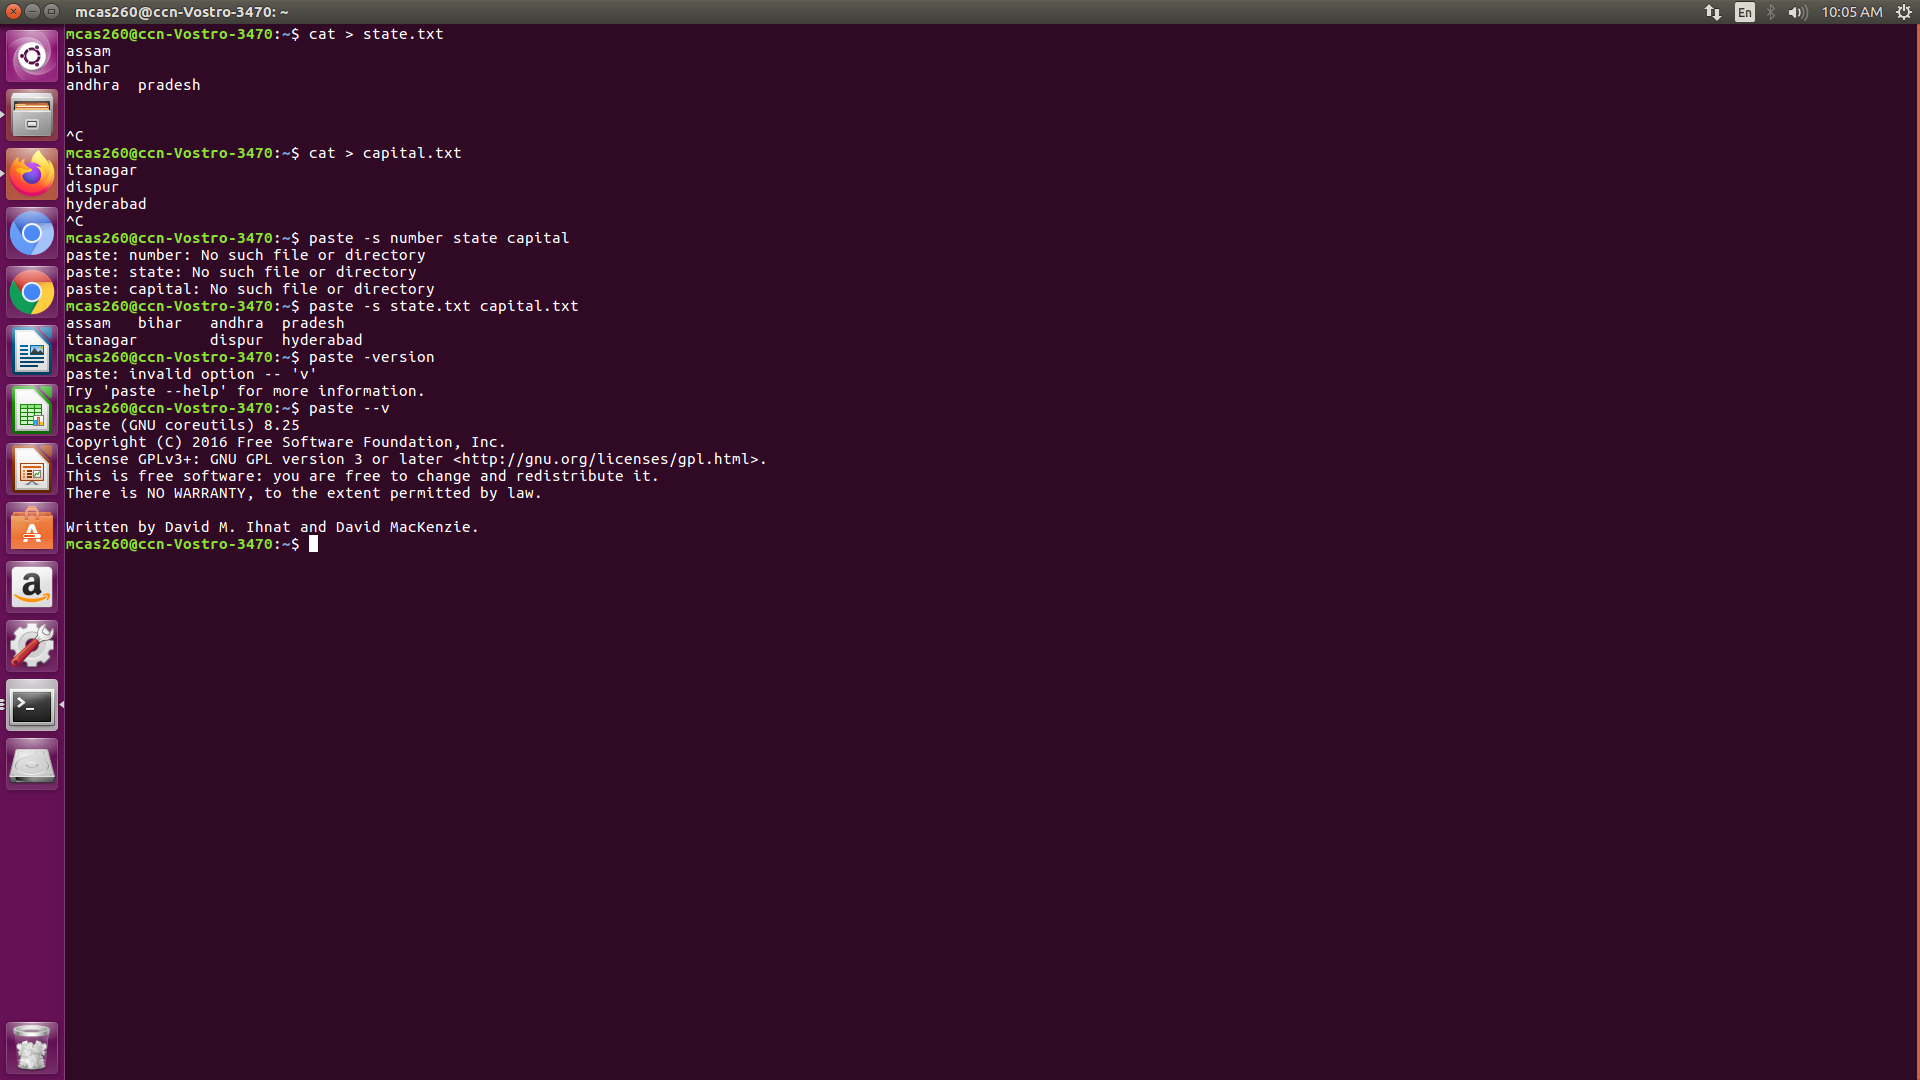 mcas260@ccn-Vostro-3470: ~
En
10:05 AM
mcas260@ccn-Vostro-3470:~$ cat > state.txt
assam
bihar
andhra  pradesh
^C
mcas260@ccn-Vostro-3470:~$ cat > capital.txt
itanagar
dispur
hyderabad
^C
mcas260@ccn-Vostro-3470:~$ paste -s number state capital
paste: number: No such file or directory
paste: state: No such file or directory
paste: capital: No such file or directory
mcas260@ccn-Vostro-3470:~$ paste -s state.txt capital.txt
assam   bihar   andhra  pradesh
itanagar        dispur  hyderabad
mcas260@ccn-Vostro-3470:~$ paste -version
paste: invalid option -- 'v'
Try 'paste --help' for more information.
mcas260@ccn-Vostro-3470:~$ paste --v
paste (GNU coreutils) 8.25
Copyright (C) 2016 Free Software Foundation, Inc.
License GPLv3+: GNU GPL version 3 or later <http://gnu.org/licenses/gpl.html>.
This is free software: you are free to change and redistribute it.
There is NO WARRANTY, to the extent permitted by law.
Written by David M. Ihnat and David MacKenzie.
mcas260@ccn-Vostro-3470:~$